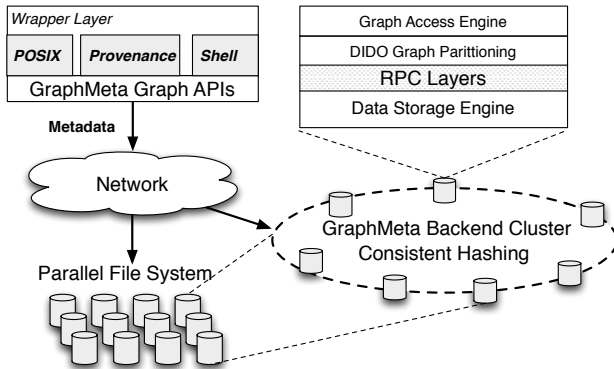 Wrapper Layer
POSIX Provenance Shell
GraphMeta Graph APIs
Metadata
Network
Parallel File System
Graph Access Engine
DIDO Graph Parittioning
RPC Layers
Data Storage Engine
GraphMeta Backend Cluster
Consistent Hashing